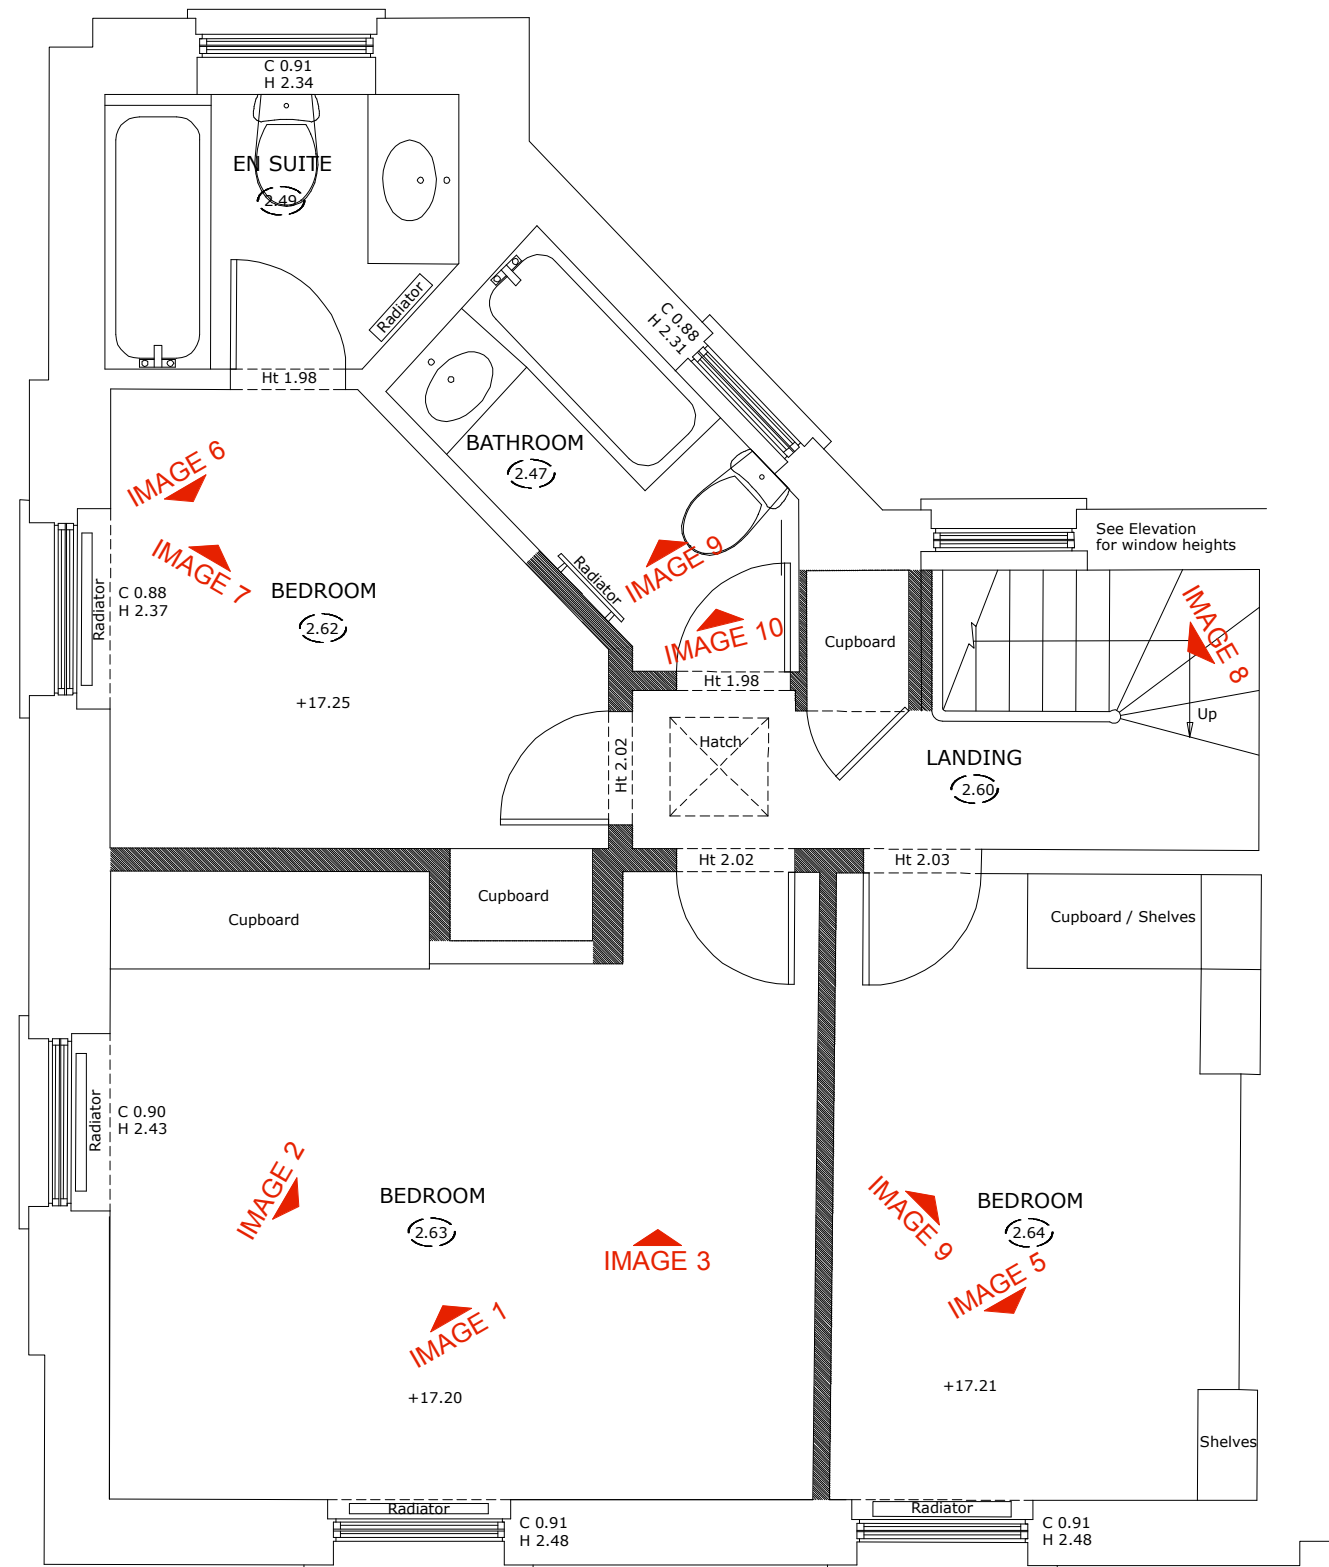 C 0.91
H 2.34
EN SUITE
2.49
Radiator
Ht 1.98
C 0.88
H 2.31
BATHROOM
2.47
IMAGE 6
IMAGE 7
Radiator
C 0.88
H 2.37
BEDROOM
2.62
+17.25
Radiator
IMAGE 9
IMAGE 10
Ht 1.98
Cupboard
See Elevation
for window heights
IMAGE 8
Up
Hatch
Ht 2.02
LANDING
2.60
Ht 2.02
Ht 2.03
Cupboard
Cupboard
Cupboard / Shelves
Radiator
C 0.90
H 2.43
IMAGE 2
BEDROOM
2.63
IMAGE 3
IMAGE 1
+17.20
IMAGE 9
BEDROOM
2.64
IMAGE 5
+17.21
Shelves
Radiator
C 0.91
H 2.48
Radiator
C 0.91
H 2.48